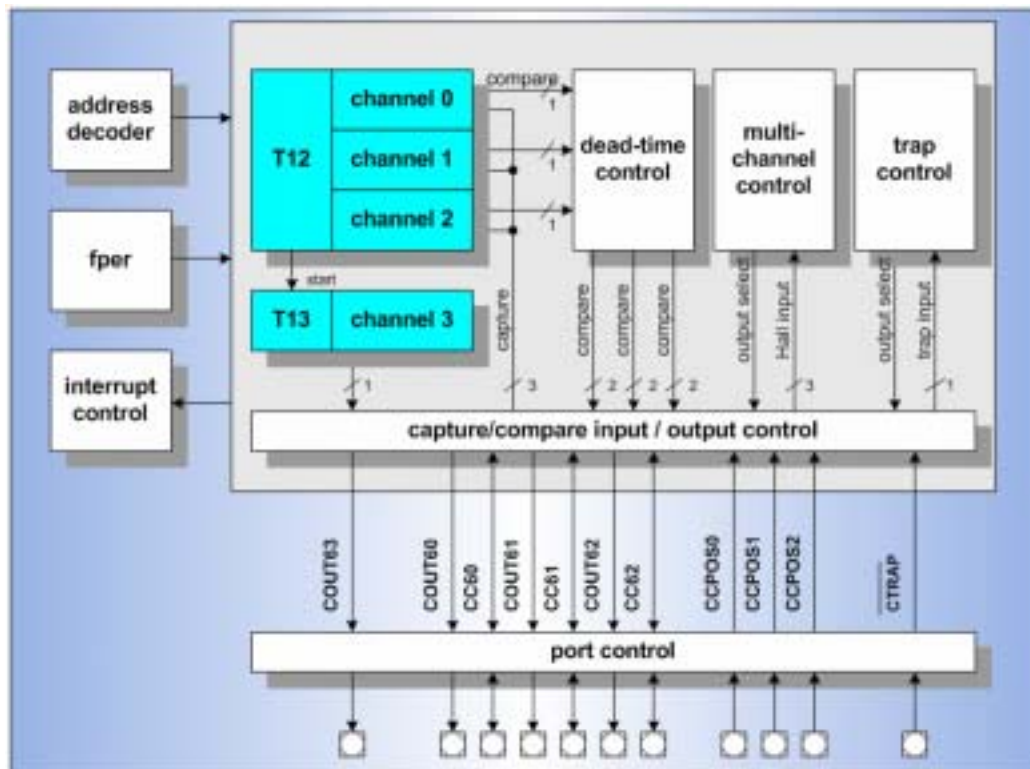 address
decoder
fper
interrupt
control
T12
channel 0
channel 1
channel 2
start
T13
channel 3
compare
1
1
1
dead-time
control
multi-
channel
control
trap
control
1
capture
3
compare
2
compare
2
compare
2
output select
Hall input
3
output select
trap input
1
capture/compare input / output control
COUT63
COUT60
CC60
COUT61
CC61
COUT62
CC62
CCPOS0
CCPOS1
CCPOS2
CTRAP
port control